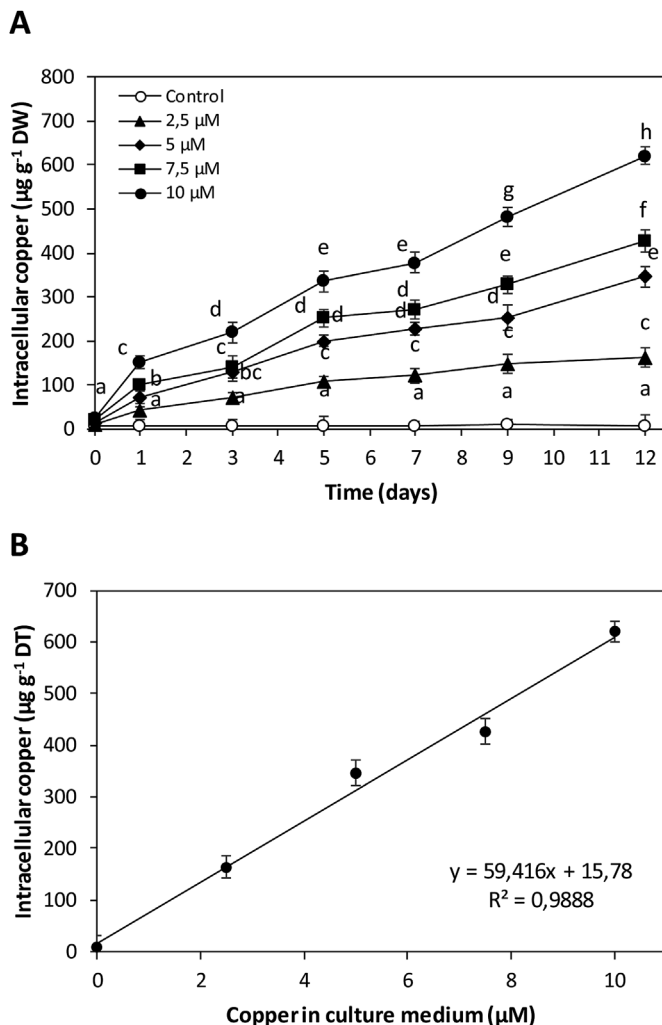 A
Intracellular copper (µg g⁻¹ DW)
800
700
600
500
400
300
200
100
0
Control
2,5 µM
5 µM
7,5 µM
10 µM
h
g
f
e e e e
d d d
d d d
c c c c
c c c
a b bc
a a a a a a
0 1 2 3 4 5 6 7 8 9 10 11 12
Time (days)
B
Intracellular copper (µg g⁻¹ DT)
700
600
500
400
300
200
100
0
y = 59,416x + 15,78
R² = 0,9888
0 2 4 6 8 10
Copper in culture medium (µM)